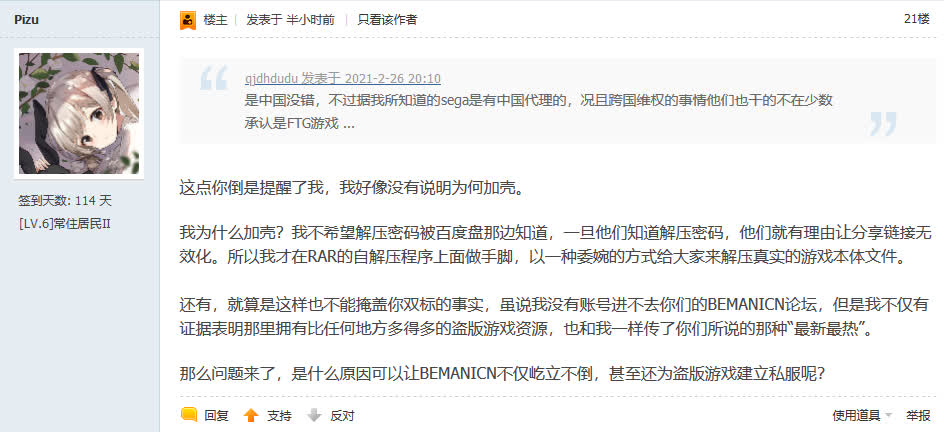 Pizu
楼主 | 发表于 半小时前 | 只看该作者
21楼
qjdhdudu 发表于 2021-2-26 20:10
是中国没错，不过据我所知道的sega是有中国代理的，况且跨国维权的事情他们也干的不在少数
承认是FTG游戏 ...
签到天数: 114 天
[LV.6]常住居民II
这点你倒是提醒了我，我好像没有说明为何加壳。
我为什么加壳？我不希望解压密码被百度盘那边知道，一旦他们知道解压密码，他们就有理由让分享链接无
效化。所以我才在RAR的自解压程序上面做手脚，以一种委婉的方式给大家来解压真实的游戏本体文件。
还有，就算是这样也不能掩盖你双标的事实，虽说我没有账号进不去你们的BEMANICN论坛，但是我不仅有
证据表明那里拥有比任何地方多得多的盗版游戏资源，也和我一样传了你们所说的那种“最新最热”。
那么问题来了，是什么原因可以让BEMANICN不仅屹立不倒，甚至还为盗版游戏建立私服呢？
回复 支持 反对
使用道具 举报